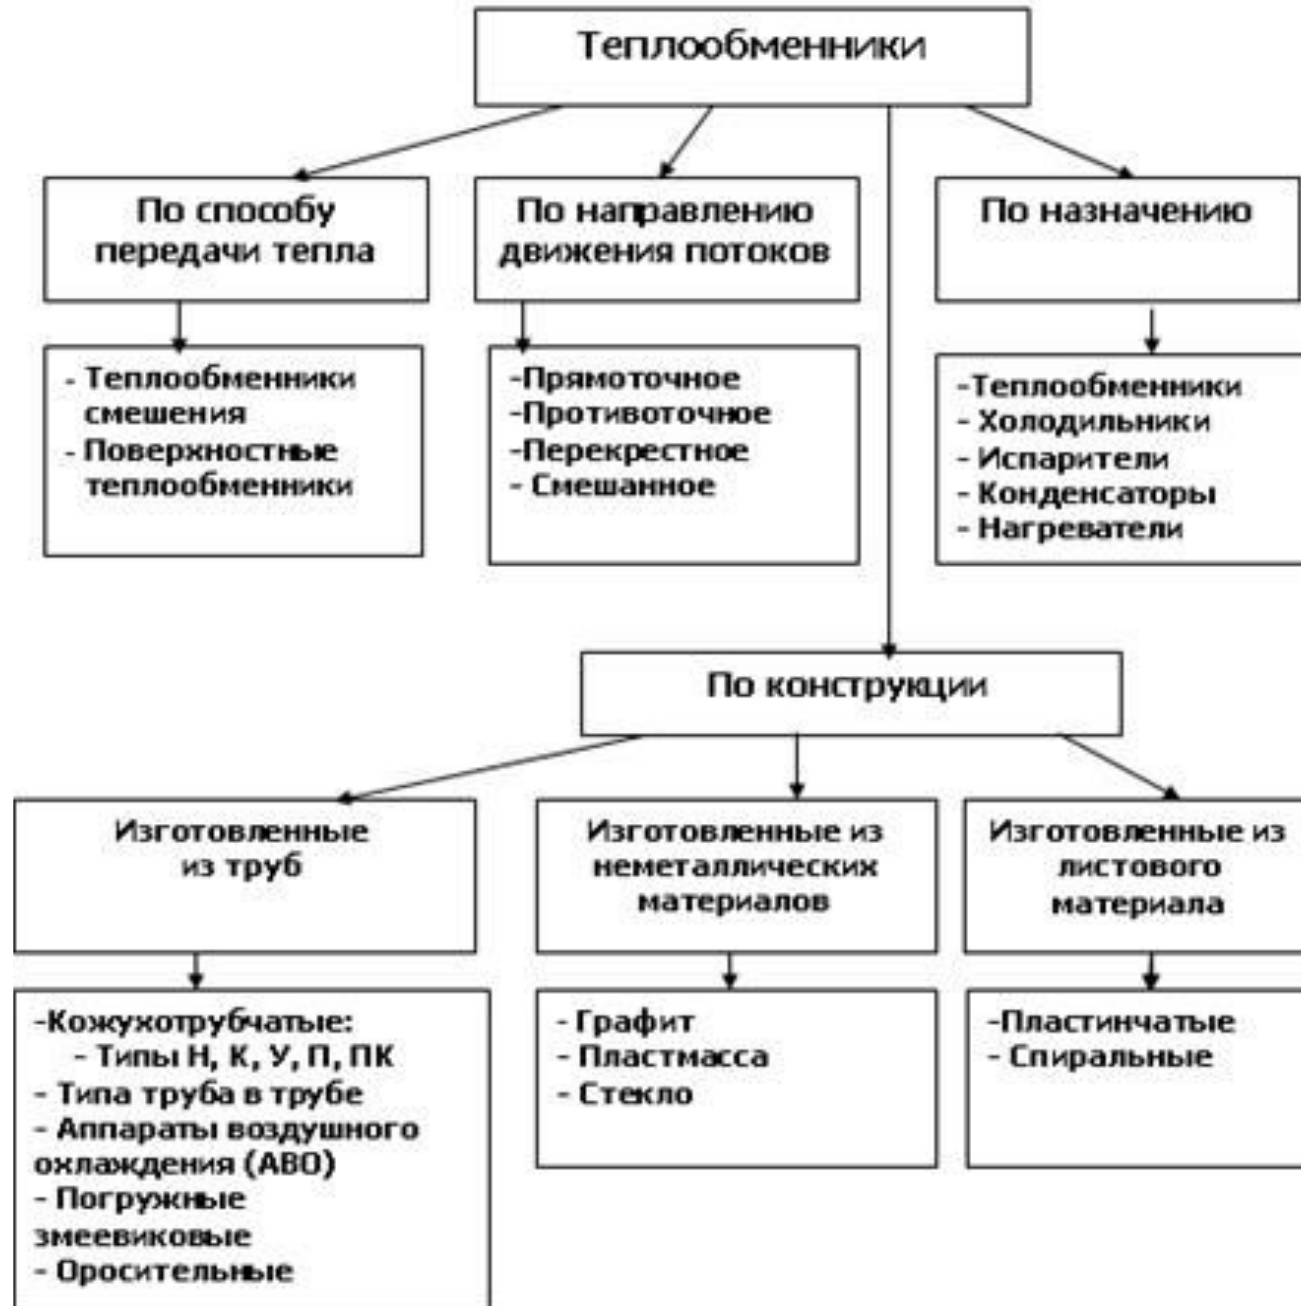 Теплообменники
По способу
передачи тепла
По направлению
движения потоков
По назначению
- Теплообменники
смешения
- Поверхностные
теплообменники
-Прямоточное
-Противоточное
-Перекрестное
- Смешанное
-Теплообменники
- Холодильники
- Испарители
- Конденсаторы
- Нагреватели
По конструкции
Изготовленные
из труб
Изготовленные из
неметаллических
материалов
Изготовленные из
листового
материала
-Кожухотрубчатые:
- Типы Н, К, У, П, ПК
- Типа труба в трубе
- Аппараты воздушного
охлаждения (АВО)
- Погружные
змеевиковые
- Оросительные
- Графит
- Пластмасса
- Стекло
-Пластинчатые
- Спиральные